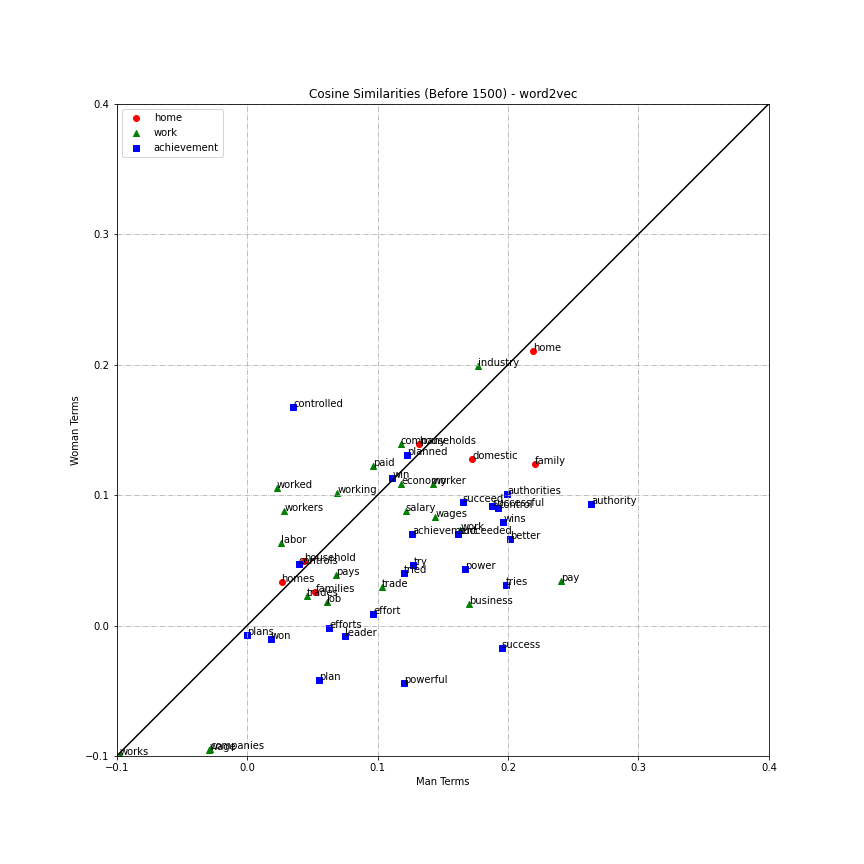 Cosine Similarities (Before 1500) - word2vec
home
work
achievement
0.4
0.3
0.2
0.1
0.0
−0.1
Woman Terms
industry
home
controlled
company
households
planned
domestic
family
paid
win
economy
worker
worked
working
authorities
authority
succeed
successful
control
workers
salary
wages
wins
work
achievement
succeeded
better
labor
household
controls
try
tried
power
homes
pays
trade
tries
pay
families
trades
job
business
effort
efforts
plans
won
leader
success
plan
powerful
works
companies
wage
−0.1
0.0
0.1
0.2
0.3
0.4
Man Terms